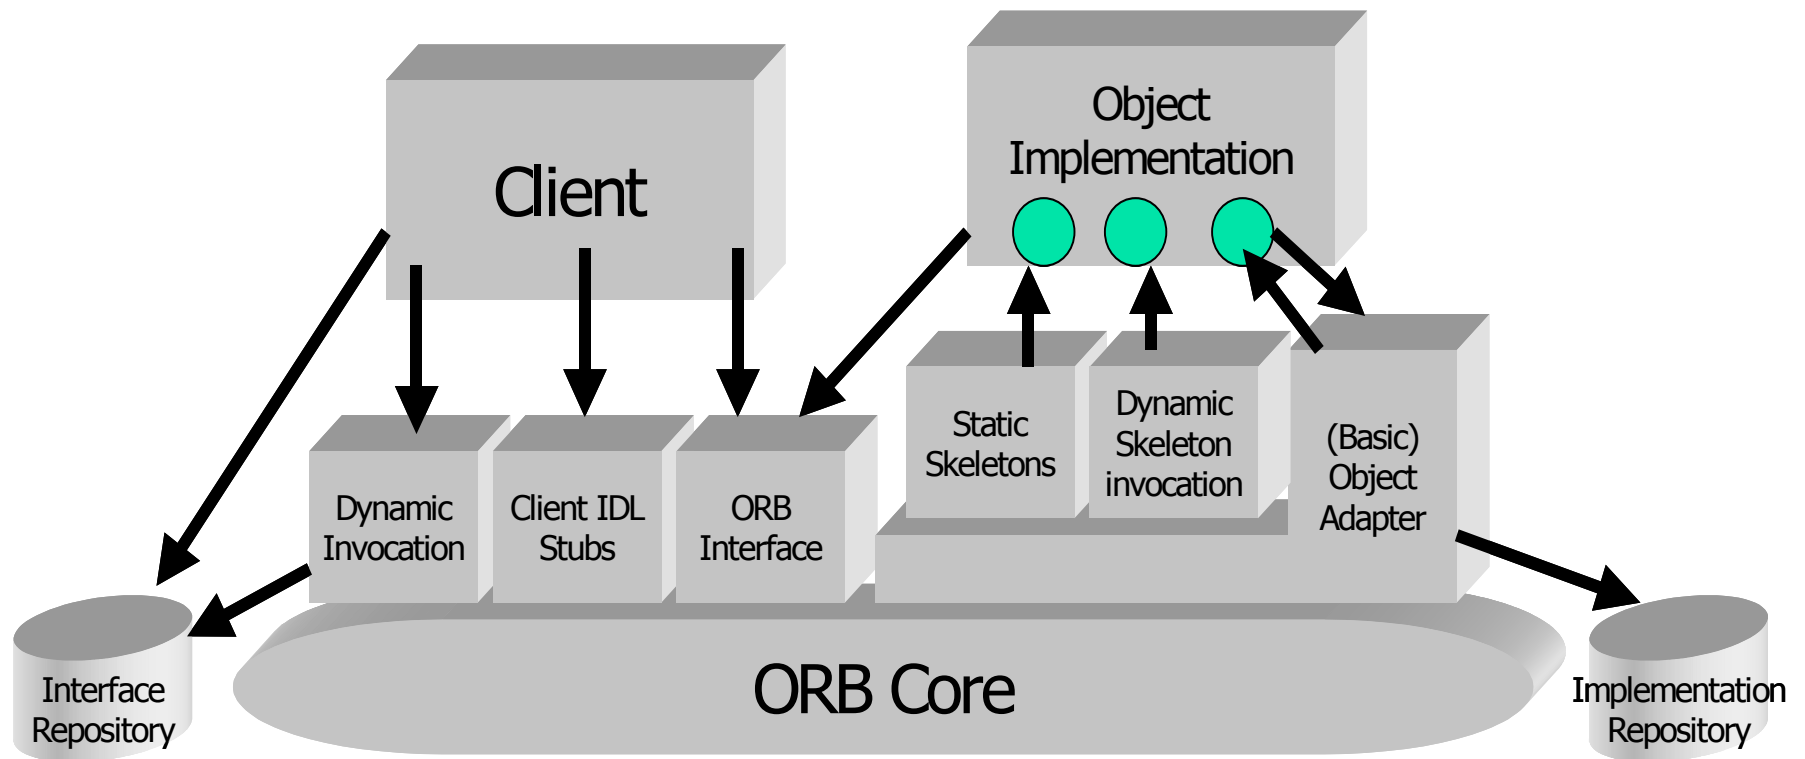 Client
Object
Implementation
Dynamic
Invocation
Client IDL
Stubs
ORB
Interface
Static
Skeletons
Dynamic
Skeleton
invocation
(Basic)
Object
Adapter
Interface
Repository
ORB Core
Implementation
Repository